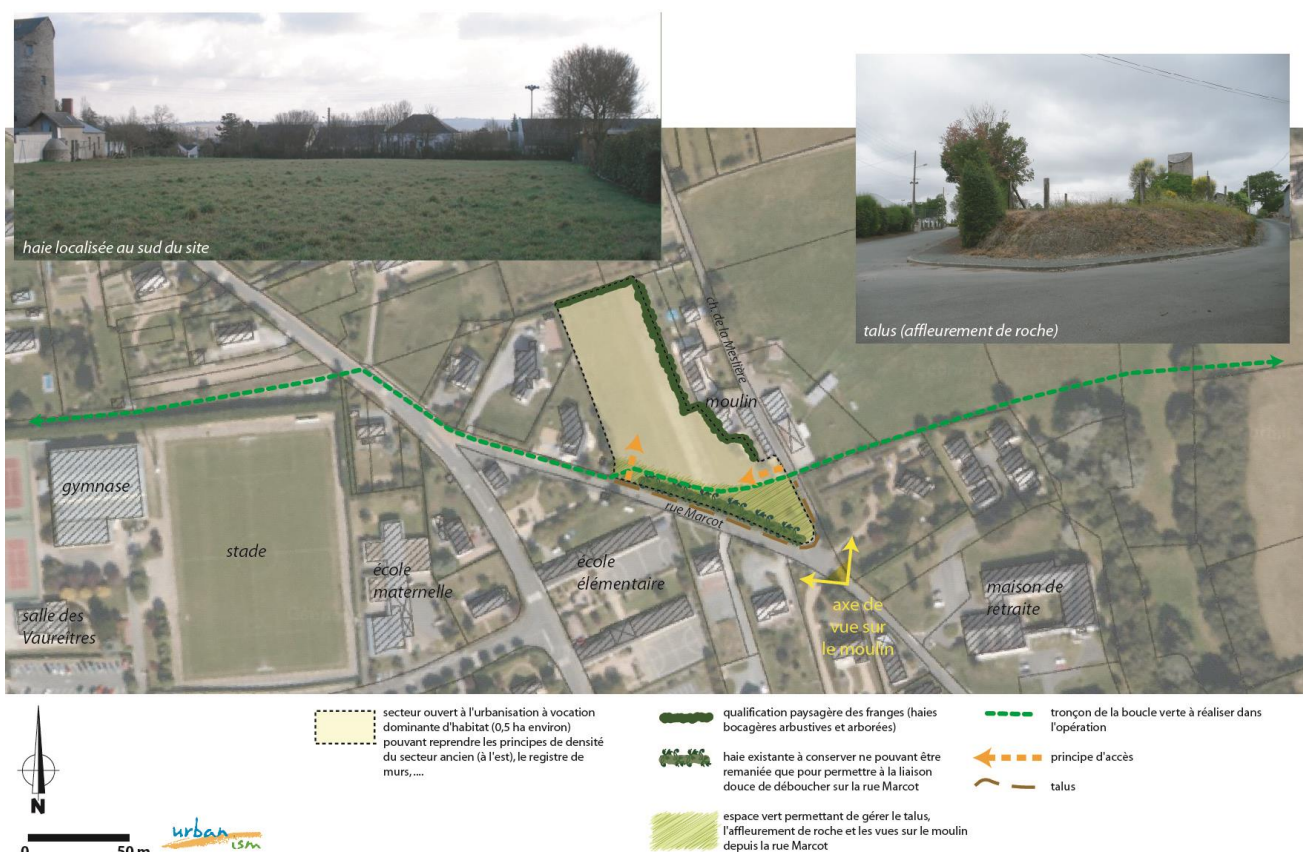 haie localisée au sud du site
talus (affleurement de roche)
ch. de la Meslière
moulin
gymnase
stade
rue Marcot
école
maternelle
école
élémentaire
maison de
retraite
salle des
Vaureitres
axe de
vue sur
le moulin
secteur ouvert à l'urbanisation à vocation
dominante d'habitat (0,5 ha environ)
pouvant reprendre les principes de densité
du secteur ancien (à l'est), le registre de
murs, ....
qualification paysagère des franges (haies
bocagères arbustives et arborées)
haie existante à conserver ne pouvant être
remaniée que pour permettre à la liaison
douce de déboucher sur la rue Marcot
espace vert permettant de gérer le talus,
l'affleurement de roche et les vues sur le moulin
depuis la rue Marcot
tronçon de la boucle verte à réaliser dans
l'opération
principe d'accès
talus
N
0 50 m
urban
ism